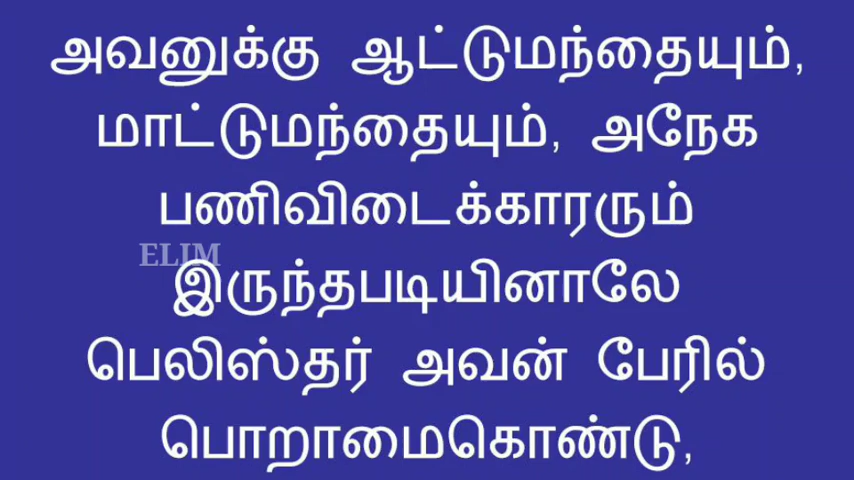 அவனுக்கு ஆட்டுமந்தையும்,
மாட்டுமந்தையும், அநேக
பணிவிடைக்காரரும்
ELIM
இருந்தபடியினாலே
பெலிஸ்தர் அவன் பேரில்
பொறாமைகொண்டு,